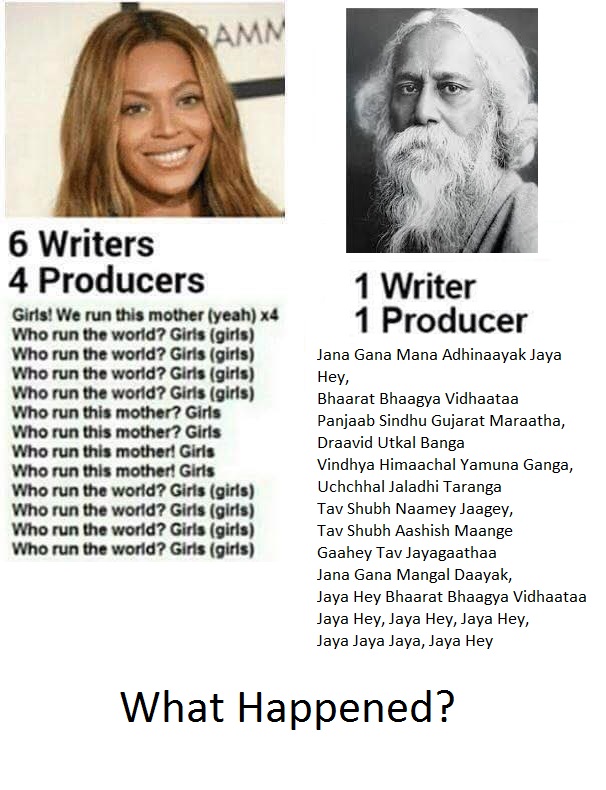 RAMM
6 Writers
4 Producers
Girls! We run this mother (yeah) x4
Who run the world? Girls (girls)
Who run the world? Girls (girls)
Who run the world? Girls (girls)
Who run the world? Girls (girls)
Who run this mother? Girls
Who run this mother? Girls
Who run this mother! Girls
Who run this mother! Girls
Who run the world? Girls (girls)
Who run the world? Girls (girls)
Who run the world? Girls (girls)
Who run the world? Girls (girls)
1 Writer
1 Producer
Jana Gana Mana Adhinaayak Jaya
Hey,
Bhaarat Bhaagya Vidhaataa
Panjaab Sindhu Gujarat Maraatha,
Draavid Utkal Banga
Vindhya Himaachal Yamuna Ganga,
Uchchhal Jaladhi Taranga
Tav Shubh Naamey Jaagey,
Tav Shubh Aashish Maange
Gaahey Tav Jayagaathaa
Jana Gana Mangal Daayak,
Jaya Hey Bhaarat Bhaagya Vidhaataa
Jaya Hey, Jaya Hey, Jaya Hey,
Jaya Jaya Jaya, Jaya Hey
What Happened?